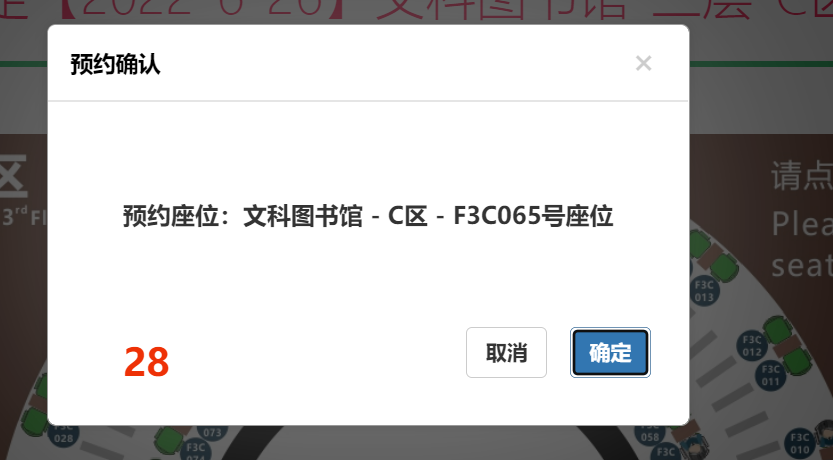 定【2022-6-26】文科图书馆-三层-C区
预约确认
×
区
3rd Fl
请点
Plea
seat
预约座位：文科图书馆 - C区 - F3C065号座位
F3C
013
28
取消
确定
F3C
012
F3C
011
028
073
F3C
074
058
F3C
F3C
010